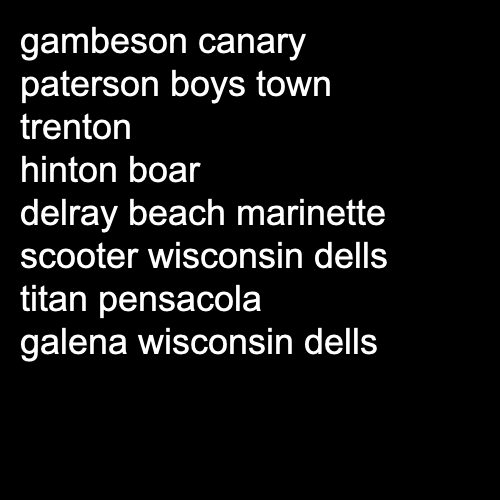 gambeson canary
paterson boys town
trenton
hinton boar
delray beach marinette
scooter wisconsin dells
titan pensacola
galena wisconsin dells